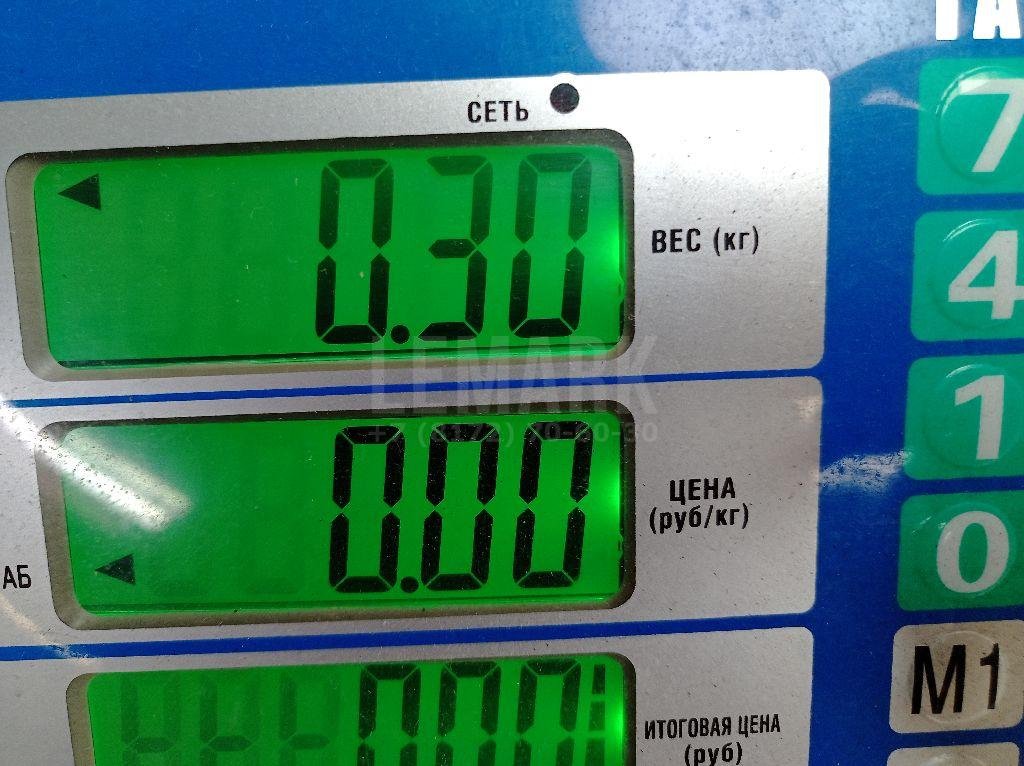 ТА
СЕТЬ
0.30
ВЕС (кг)
7
4
1
0
LEMARK
0.00
ЦЕНА
(руб/кг)
АБ
M1
ИТОГОВАЯ ЦЕНА
(руб)